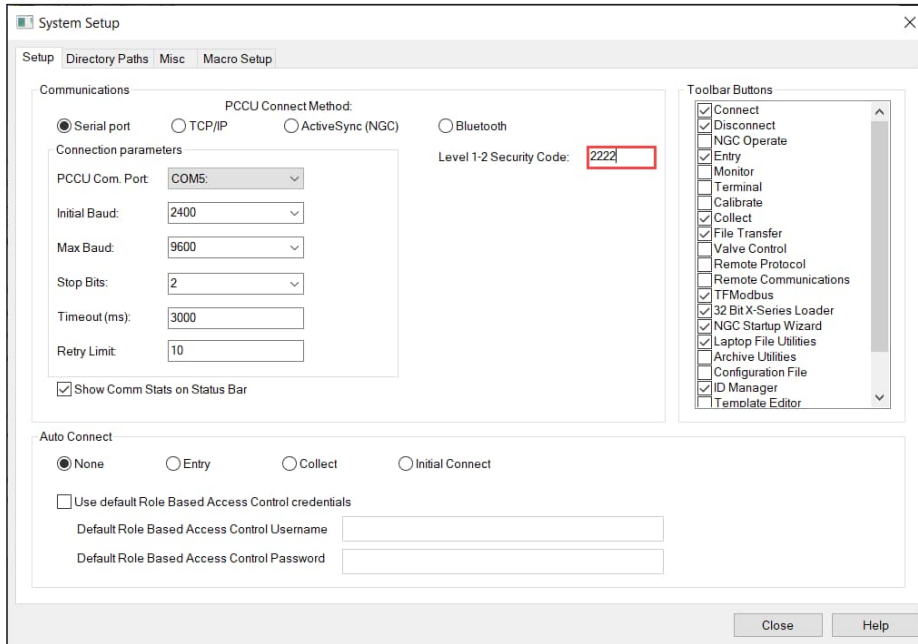 System Setup
Setup Directory Paths Misc Macro Setup
Communications
PCCU Connect Method:
Serial port TCP/IP ActiveSync (NGC) Bluetooth
Connection parameters
Level 1-2 Security Code: 2222
PCCU Com. Port: COM5:
Initial Baud: 2400
Max Baud: 9600
Stop Bits: 2
Timeout (ms): 3000
Retry Limit: 10
Show Comm Stats on Status Bar
Toolbar Buttons
Connect
Disconnect
NGC Operate
Entry
Monitor
Terminal
Calibrate
Collect
File Transfer
Valve Control
Remote Protocol
Remote Communications
TFModbus
32 Bit X-Series Loader
NGC Startup Wizard
Laptop File Utilities
Archive Utilities
Configuration File
ID Manager
Template Editor
Auto Connect
None Entry Collect Initial Connect
Use default Role Based Access Control credentials
Default Role Based Access Control Username
Default Role Based Access Control Password
Close Help